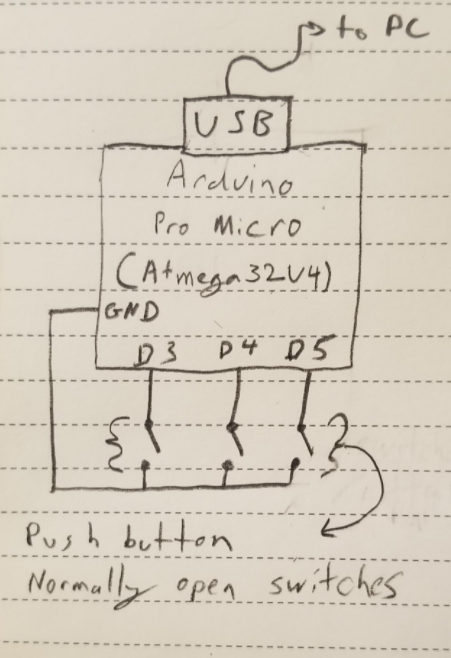 to PC
USB
Arduino
Pro Micro
(Atmega32U4)
GND
D3 D4 D5
Push button
Normally open switches